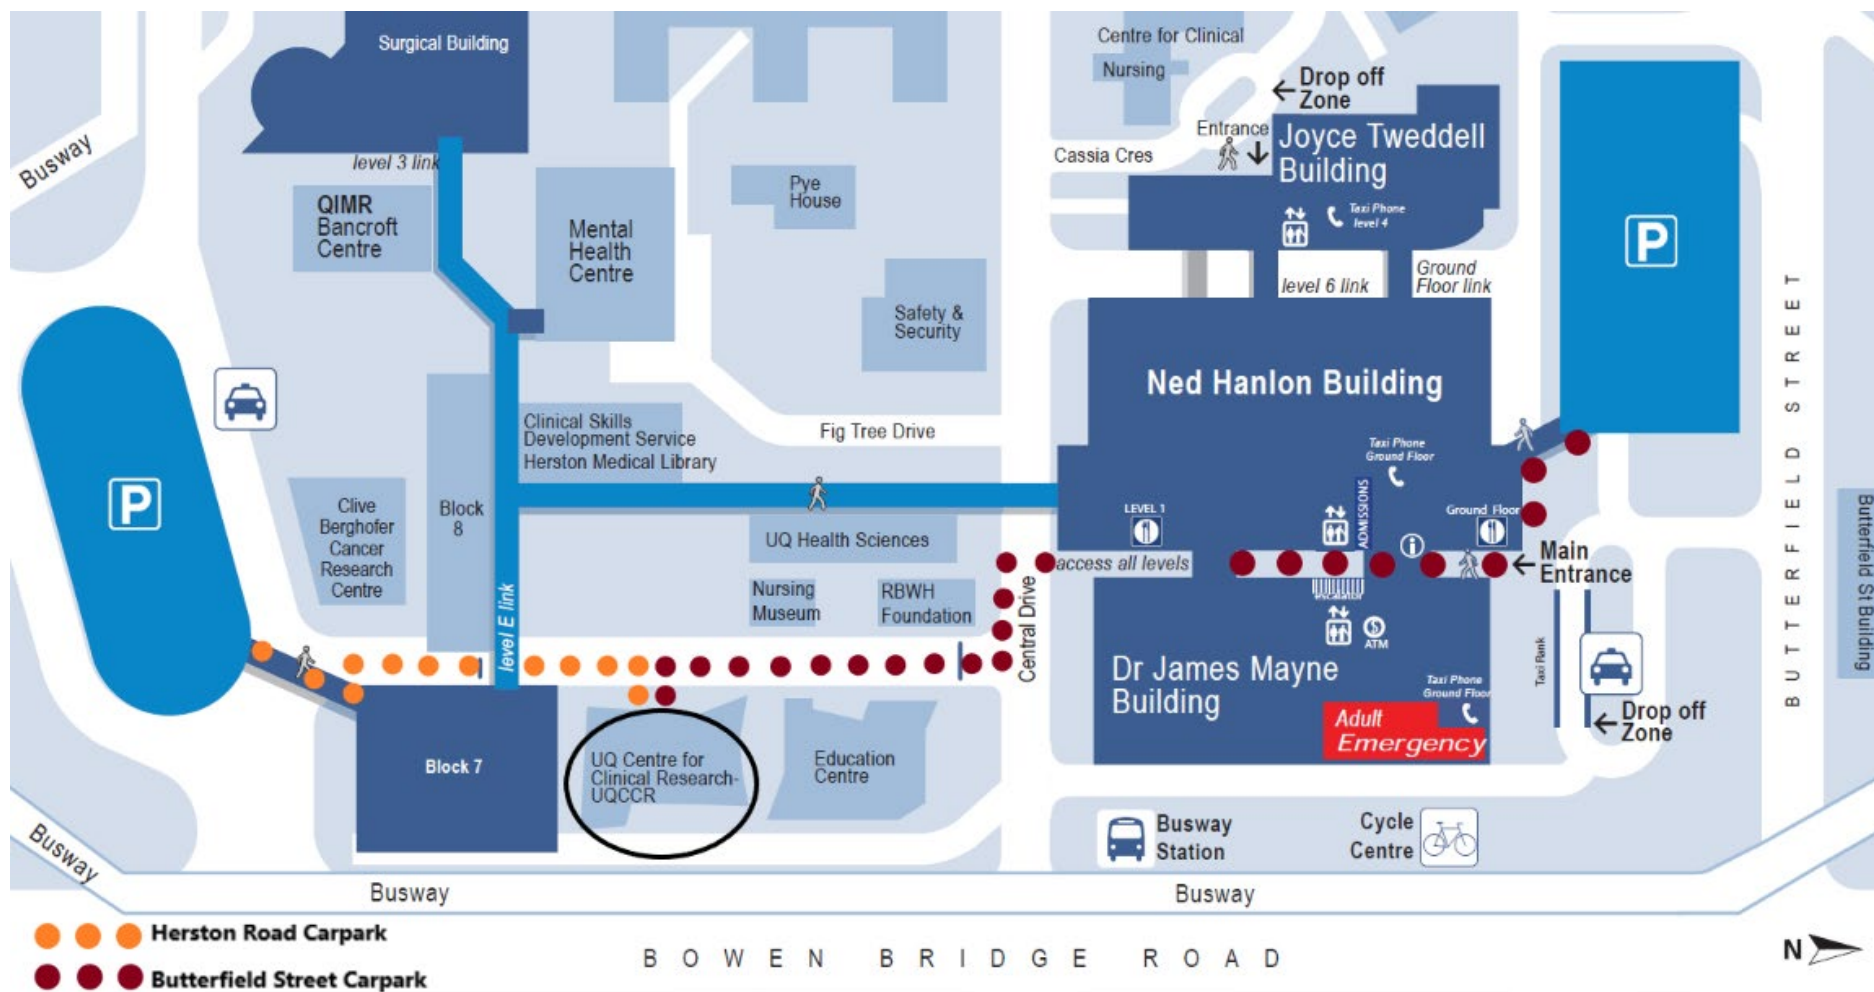 Surgical Building
Centre for Clinical
Nursing
Drop off
Zone
Entrance
Joyce Tweddell
Building
Busway
level 3 link
Cassia Cres
QIMR
Bancroft
Centre
Mental
Health
Centre
Pye
House
Taxi Phone
level 4
P
level 6 link
Ground
Floor link
Safety &
Security
Ned Hanlon Building
BUTTERFIELD STREET
Clinical Skills
Development Service
Herston Medical Library
Fig Tree Drive
Taxi Phone
Ground Floor
P
Clive
Berghofer
Cancer
Research
Centre
Block
8
UQ Health Sciences
LEVEL 1
ADMISSIONS
Ground Floor
i
Main
Entrance
access all levels
escalator
Butterfield St Building
Nursing
Museum
RBWH
Foundation
level E link
Central Drive
ATM
Dr James Mayne
Building
Taxi Rank
Taxi Phone
Ground Floor
Adult
Emergency
Drop off
Zone
Block 7
UQ Centre for
Clinical Research-
UQCCR
Education
Centre
Busway
Station
Cycle
Centre
Busway
Busway
Busway
Herston Road Carpark
Butterfield Street Carpark
BOWEN BRIDGE ROAD
N